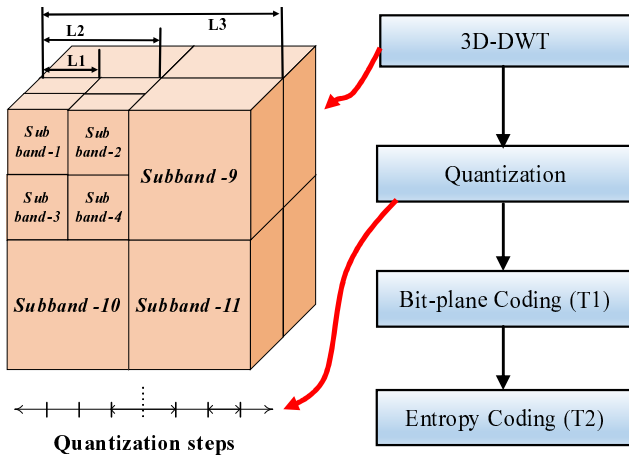 L3
L2
L1
Sub
band-1
Sub
band-2
Sub
band-3
Sub
band-4
Subband -9
Subband -10
Subband -11
Quantization steps
3D-DWT
Quantization
Bit-plane Coding (T1)
Entropy Coding (T2)